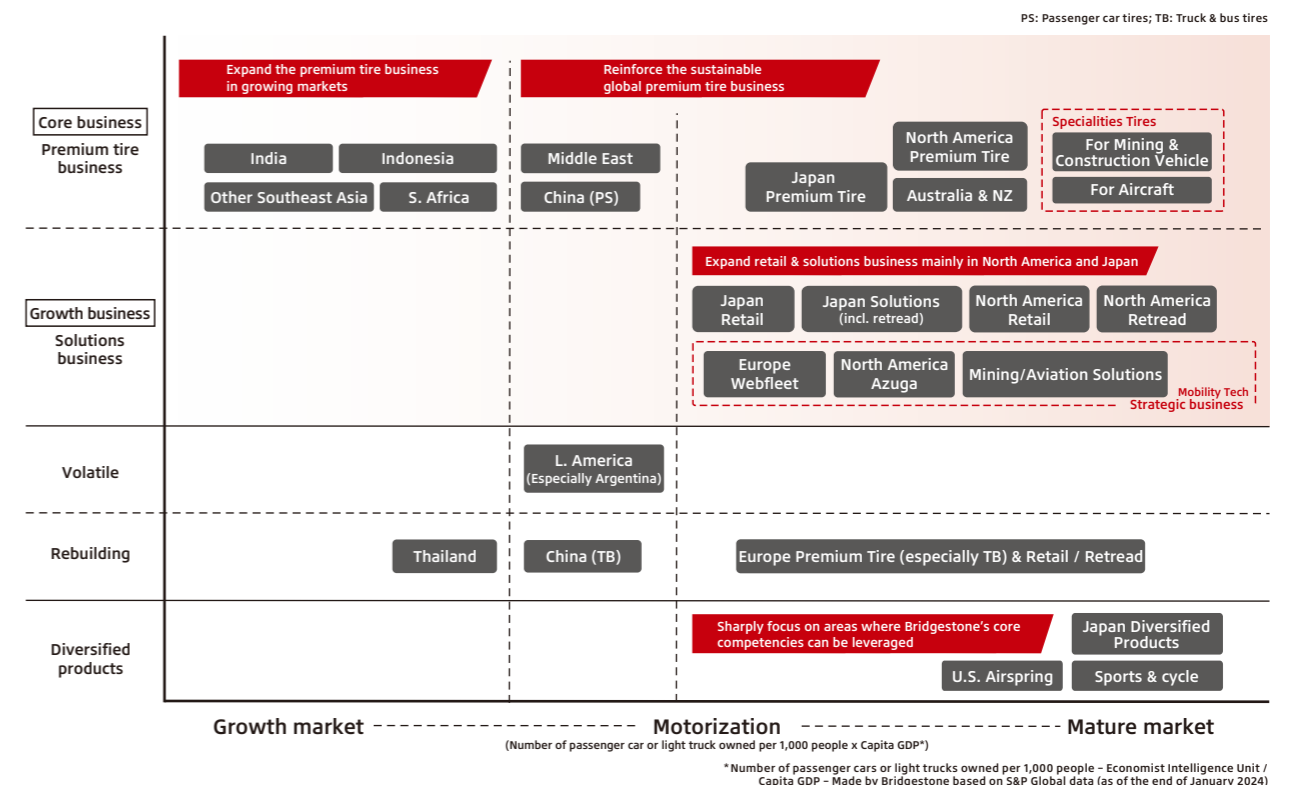 PS: Passenger car tires; TB: Truck & bus tires
Expand the premium tire business
in growing markets
Reinforce the sustainable
global premium tire business
Core business
Premium tire
business
India
Indonesia
Other Southeast Asia
S. Africa
Middle East
China (PS)
Japan
Premium Tire
North America
Premium Tire
Australia & NZ
Specialities Tires
For Mining &
Construction Vehicle
For Aircraft
Growth business
Solutions
business
Expand retail & solutions business mainly in North America and Japan
Japan
Retail
Japan Solutions
(incl. retread)
North America
Retail
North America
Retread
Europe
Webfleet
North America
Azuga
Mining/Aviation Solutions
Mobility Tech
Strategic business
Volatile
L. America
(Especially Argentina)
Rebuilding
Thailand
China (TB)
Europe Premium Tire (especially TB) & Retail / Retread
Diversified
products
Sharply focus on areas where Bridgestone's core
competencies can be leveraged
Japan Diversified
Products
U.S. Airspring
Sports & cycle
Growth market
Motorization
Mature market
(Number of passenger car or light truck owned per 1,000 people x Capita GDP*)
*Number of passenger cars or light trucks owned per 1,000 people – Economist Intelligence Unit /
Capita GDP – Made by Bridgestone based on S&P Global data (as of the end of January 2024)